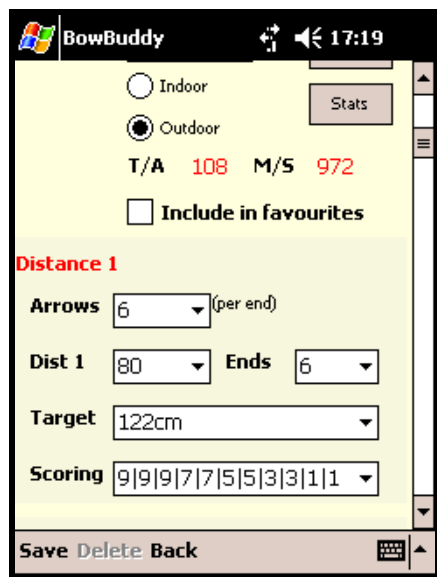 BowBuddy 17:19
Indoor
Stats
Outdoor
T/A 108 M/S 972
Include in favourites
Distance 1
Arrows 6 (per end)
Dist 1 80 Ends 6
Target 122cm
Scoring 9|9|9|7|7|5|5|3|3|1|1
Save Delete Back